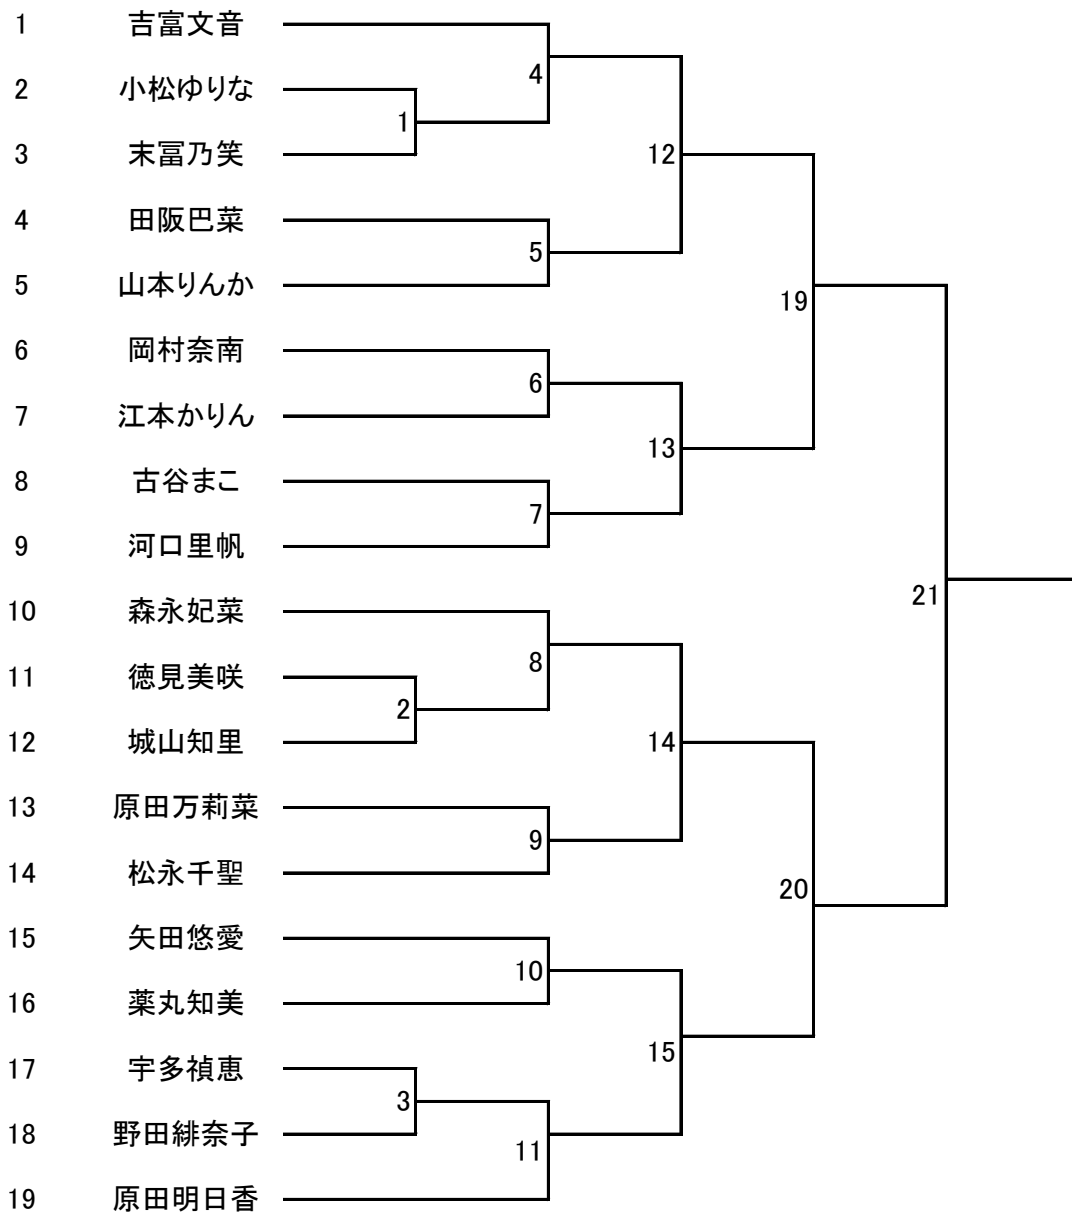 1 吉富文音
4
2 小松ゆりな
1
3 末冨乃笑
12
4 田阪巴菜
5
5 山本りんか
19
6 岡村奈南
6
7 江本かりん
13
8 古谷まこ
7
9 河口里帆
21
10 森永妃菜
8
11 徳見美咲
2
12 城山知里
14
13 原田万莉菜
9
14 松永千聖
20
15 矢田悠愛
10
16 薬丸知美
15
17 宇多禎恵
3
18 野田緋奈子
11
19 原田明日香